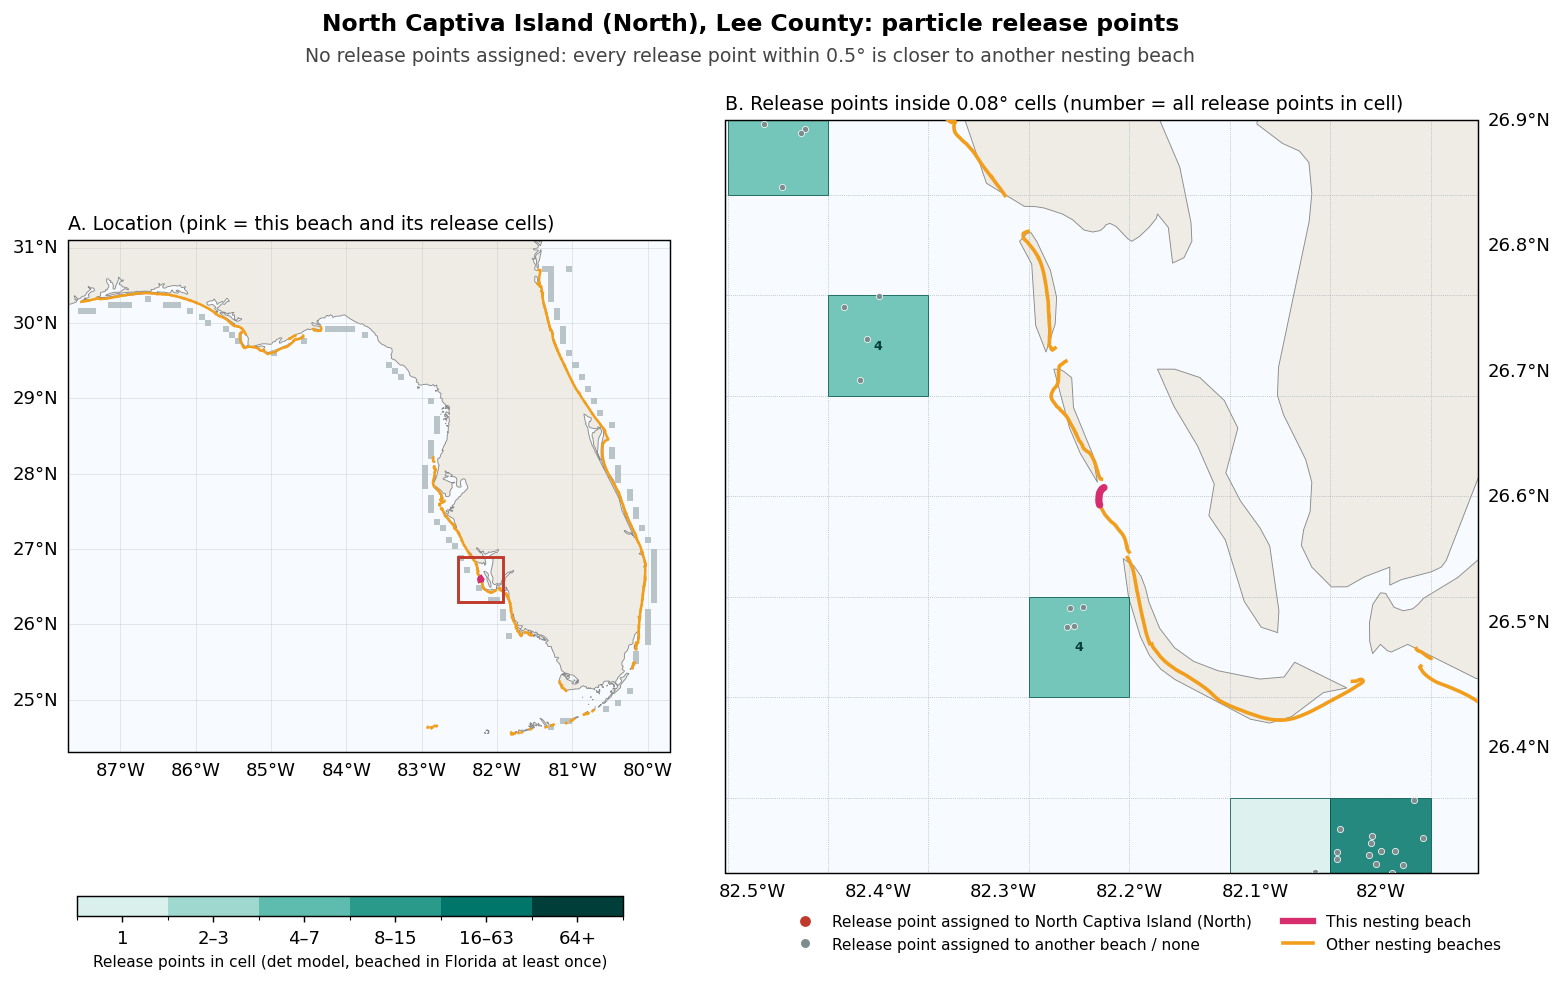 North Captiva Island (North), Lee County: particle release points
No release points assigned: every release point within 0.5° is closer to another nesting beach
A. Location (pink = this beach and its release cells)
31°N
30°N
29°N
28°N
27°N
26°N
25°N
87°W 86°W 85°W 84°W 83°W 82°W 81°W 80°W
B. Release points inside 0.08° cells (number = all release points in cell)
4
4
26.9°N
26.8°N
26.7°N
26.6°N
26.5°N
26.4°N
82.5°W 82.4°W 82.3°W 82.2°W 82.1°W 82°W
1 2–3 4–7 8–15 16–63 64+
Release points in cell (det model, beached in Florida at least once)
Release point assigned to North Captiva Island (North)
Release point assigned to another beach / none
This nesting beach
Other nesting beaches